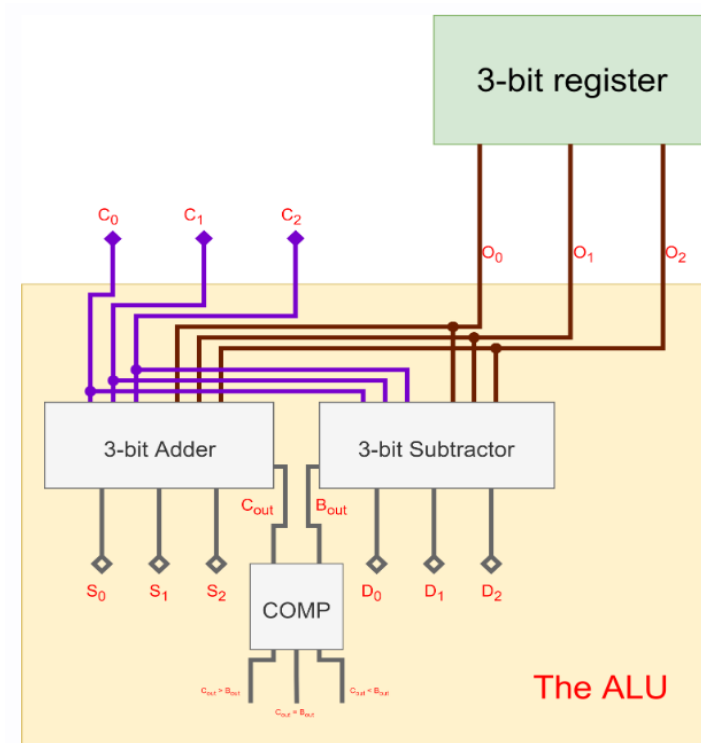 3-bit register
C₀ C₁ C₂
O₀ O₁ O₂
3-bit Adder 3-bit Subtractor
Cout Bout
S₀ S₁ S₂ D₀ D₁ D₂
COMP
Cout > Bout Cout < Bout
Cout = Bout
The ALU